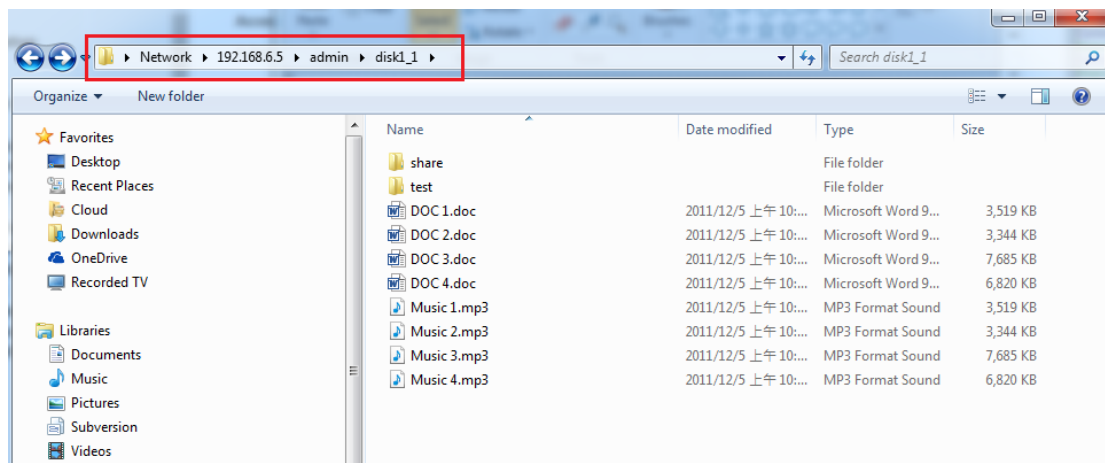 Network 192.168.6.5 admin disk1_1
Search disk1_1
Organize New folder
Favorites
Desktop
Recent Places
Cloud
Downloads
OneDrive
Recorded TV
Libraries
Documents
Music
Pictures
Subversion
Videos
Name Date modified Type Size
share File folder
test File folder
DOC 1.doc 2011/12/5 上午 10:... Microsoft Word 9... 3,519 KB
DOC 2.doc 2011/12/5 上午 10:... Microsoft Word 9... 3,344 KB
DOC 3.doc 2011/12/5 上午 10:... Microsoft Word 9... 7,685 KB
DOC 4.doc 2011/12/5 上午 10:... Microsoft Word 9... 6,820 KB
Music 1.mp3 2011/12/5 上午 10:... MP3 Format Sound 3,519 KB
Music 2.mp3 2011/12/5 上午 10:... MP3 Format Sound 3,344 KB
Music 3.mp3 2011/12/5 上午 10:... MP3 Format Sound 7,685 KB
Music 4.mp3 2011/12/5 上午 10:... MP3 Format Sound 6,820 KB